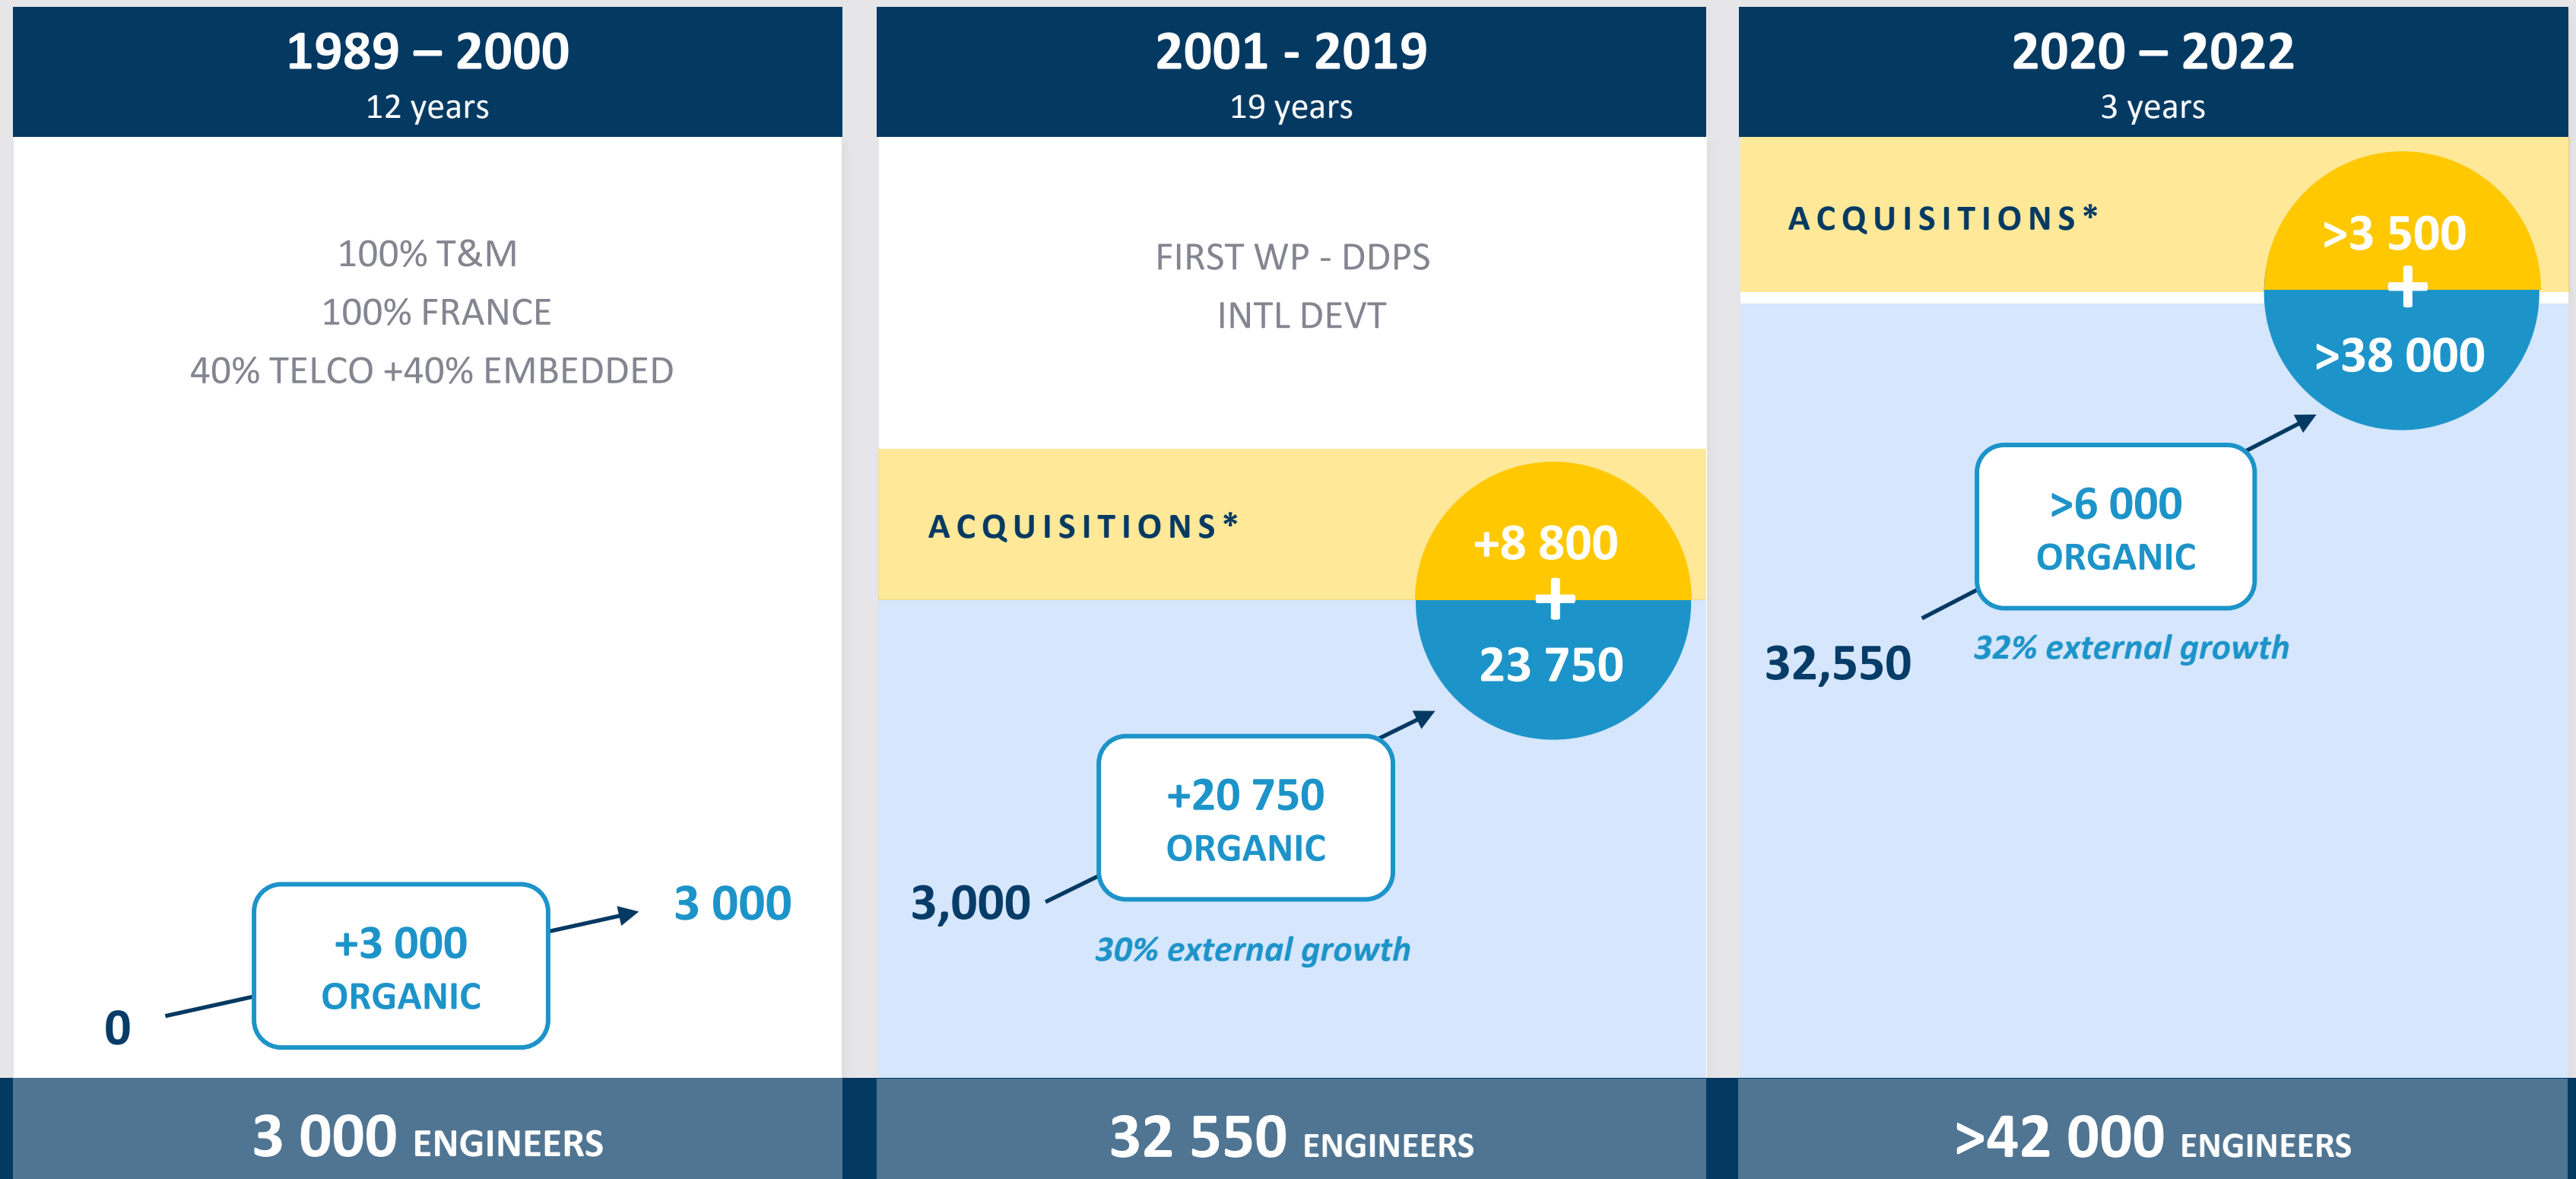 1989 – 2000
12 years
100% T&M
100% FRANCE
40% TELCO +40% EMBEDDED
0
+3 000
ORGANIC
3 000
3 000 ENGINEERS
2001 - 2019
19 years
FIRST WP - DDPS
INTL DEVT
ACQUISITIONS*
+8 800
+
23 750
+20 750
ORGANIC
3,000
30% external growth
32 550 ENGINEERS
2020 – 2022
3 years
ACQUISITIONS*
>3 500
+
>38 000
>6 000
ORGANIC
32,550
32% external growth
>42 000 ENGINEERS